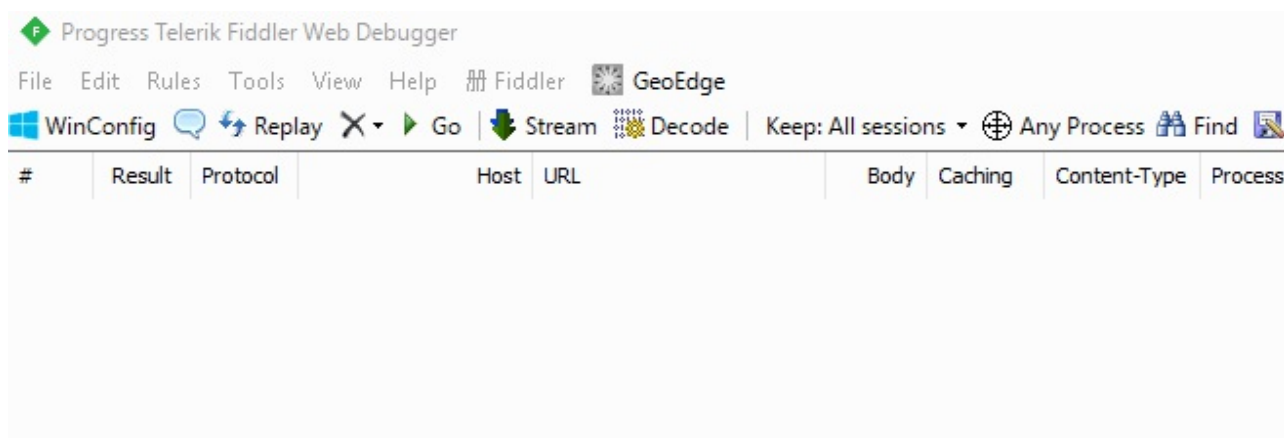 Progress Telerik Fiddler Web Debugger
File Edit Rules Tools View Help 冊 Fiddler GeoEdge
WinConfig Replay Go Stream Decode Keep: All sessions Any Process Find
# Result Protocol Host URL Body Caching Content-Type Process